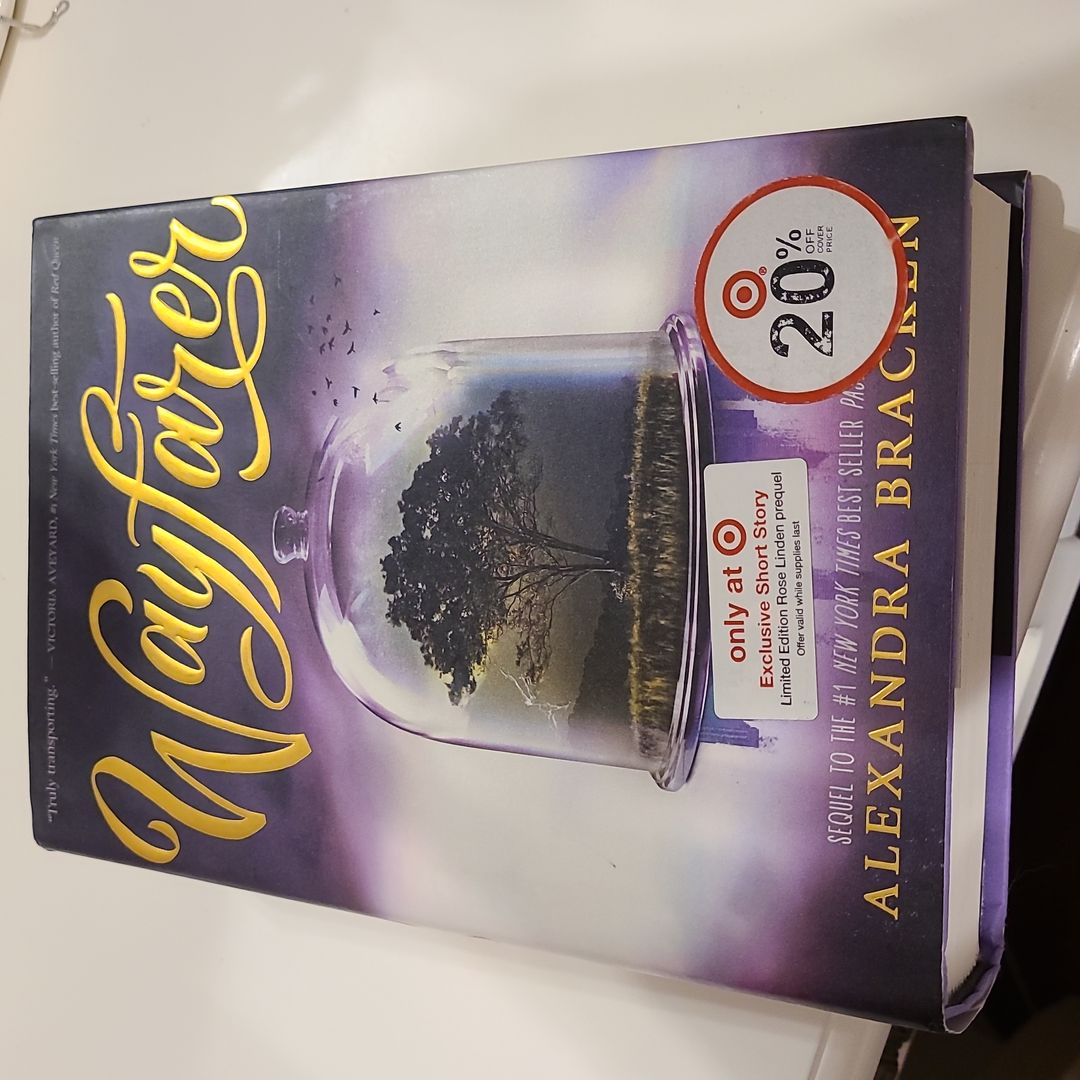 “Truly transporting.” — VICTORIA AVEYARD, #1 New York Times best-selling author of Red Queen
Wayfarer
20%
OFF
COVER
PRICE
only at
Exclusive Short Story
Limited Edition Rose Linden prequel
Offer valid while supplies last
SEQUEL TO THE #1 NEW YORK TIMES BEST SELLER PAS
ALEXANDRA BRACKEN